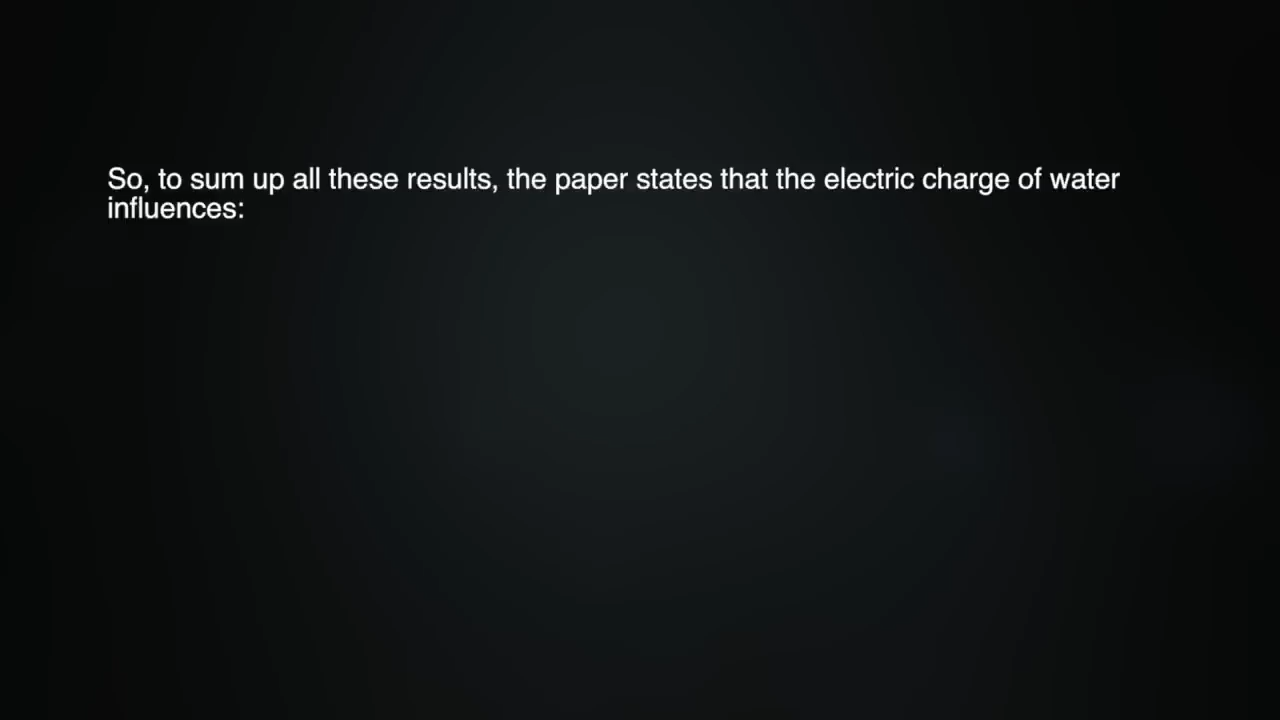 So, to sum up all these results, the paper states that the electric charge of water
influences: